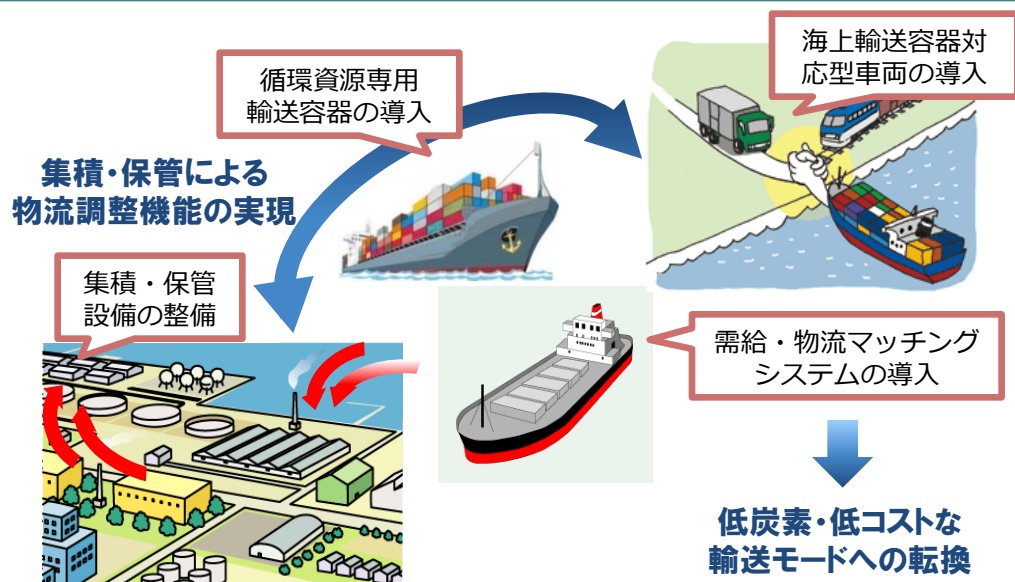 海上輸送容器対
応型車両の導入
循環資源専用
輸送容器の導入
集積・保管による
物流調整機能の実現
集積・保管
設備の整備
需給・物流マッチング
システムの導入
低炭素・低コストな
輸送モードへの転換